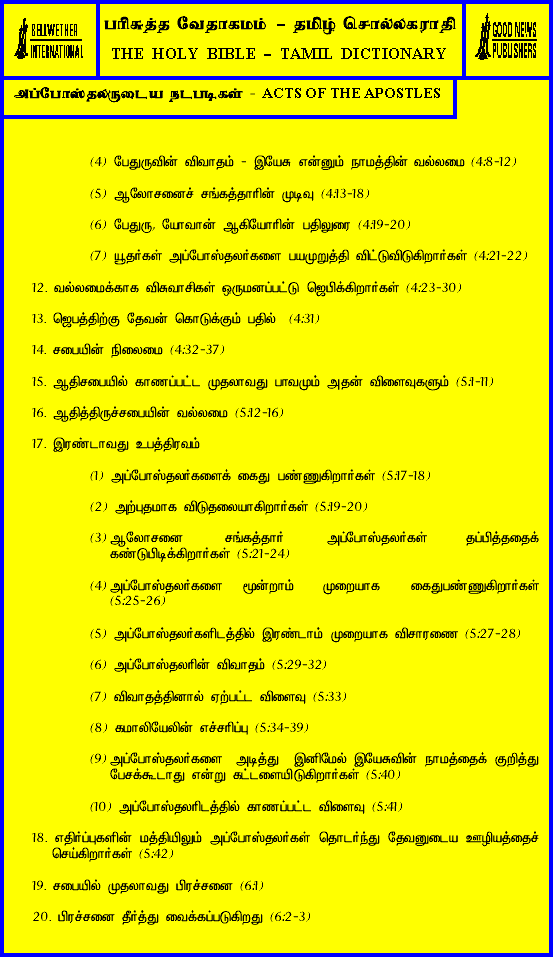 BELLWETHER
INTERNATIONAL
பரிசுத்த வேதாகமம் – தமிழ் சொல்லகராதி
THE HOLY BIBLE – TAMIL DICTIONARY
GOOD NEWS
PUBLISHERS
அப்போஸ்தலருடைய நடபடிகள் - ACTS OF THE APOSTLES
(4) பேதுருவின் விவாதம் - இயேசு என்னும் நாமத்தின் வல்லமை (4:8-12)
(5) ஆலோசனைச் சங்கத்தாரின் முடிவு (4:13-18)
(6) பேதுரு, யோவான் ஆகியோரின் பதிலுரை (4:19-20)
(7) யூதர்கள் அப்போஸ்தலர்களை பயமுறுத்தி விட்டுவிடுகிறார்கள் (4:21-22)
12. வல்லமைக்காக விசுவாசிகள் ஒருமனப்பட்டு ஜெபிக்கிறார்கள் (4:23-30)
13. ஜெபத்திற்கு தேவன் கொடுக்கும் பதில் (4:31)
14. சபையின் நிலைமை (4:32-37)
15. ஆதிசபையில் காணப்பட்ட முதலாவது பாவமும் அதன் விளைவுகளும் (5:1-11)
16. ஆதித்திருச்சபையின் வல்லமை (5:12-16)
17. இரண்டாவது உபத்திரவம்
(1) அப்போஸ்தலர்களைக் கைது பண்ணுகிறார்கள் (5:17-18)
(2) அற்புதமாக விடுதலையாகிறார்கள் (5:19-20)
(3) ஆலோசனை சங்கத்தார் அப்போஸ்தலர்கள் தப்பித்ததைக்
கண்டுபிடிக்கிறார்கள் (5:21-24)
(4) அப்போஸ்தலர்களை மூன்றாம் முறையாக கைதுபண்ணுகிறார்கள்
(5:25-26)
(5) அப்போஸ்தலர்களிடத்தில் இரண்டாம் முறையாக விசாரணை (5:27-28)
(6) அப்போஸ்தலரின் விவாதம் (5:29-32)
(7) விவாதத்தினால் ஏற்பட்ட விளைவு (5:33)
(8) கமாலியேலின் எச்சரிப்பு (5:34-39)
(9) அப்போஸ்தலர்களை அடித்து இனிமேல் இயேசுவின் நாமத்தைக் குறித்து
பேசக்கூடாது என்று கட்டளையிடுகிறார்கள் (5:40)
(10) அப்போஸ்தலரிடத்தில் காணப்பட்ட விளைவு (5:41)
18. எதிர்ப்புகளின் மத்தியிலும் அப்போஸ்தலர்கள் தொடர்ந்து தேவனுடைய ஊழியத்தைச்
செய்கிறார்கள் (5:42)
19. சபையில் முதலாவது பிரச்சனை (6:1)
20. பிரச்சனை தீர்த்து வைக்கப்படுகிறது (6:2-3)